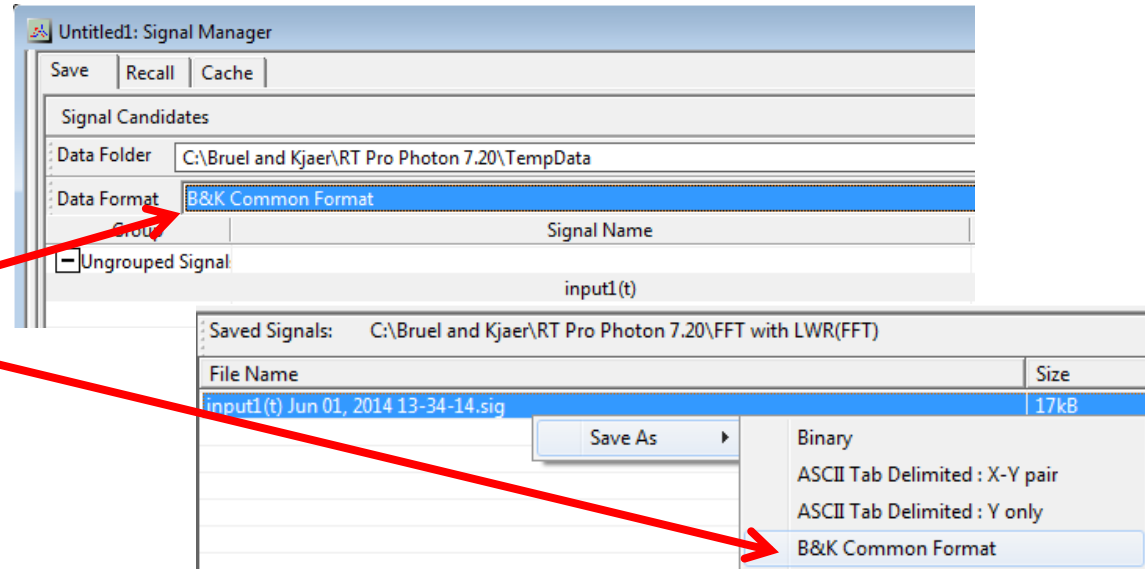 Untitled1: Signal Manager
Save Recall Cache
Signal Candidates
Data Folder C:\Bruel and Kjaer\RT Pro Photon 7.20\TempData
Data Format B&K Common Format
Group Signal Name
Ungrouped Signal
input1(t)
Saved Signals: C:\Bruel and Kjaer\RT Pro Photon 7.20\FFT with LWR(FFT)
File Name Size
input1(t) Jun 01, 2014 13-34-14.sig 17kB
Save As Binary
ASCII Tab Delimited : X-Y pair
ASCII Tab Delimited : Y only
B&K Common Format